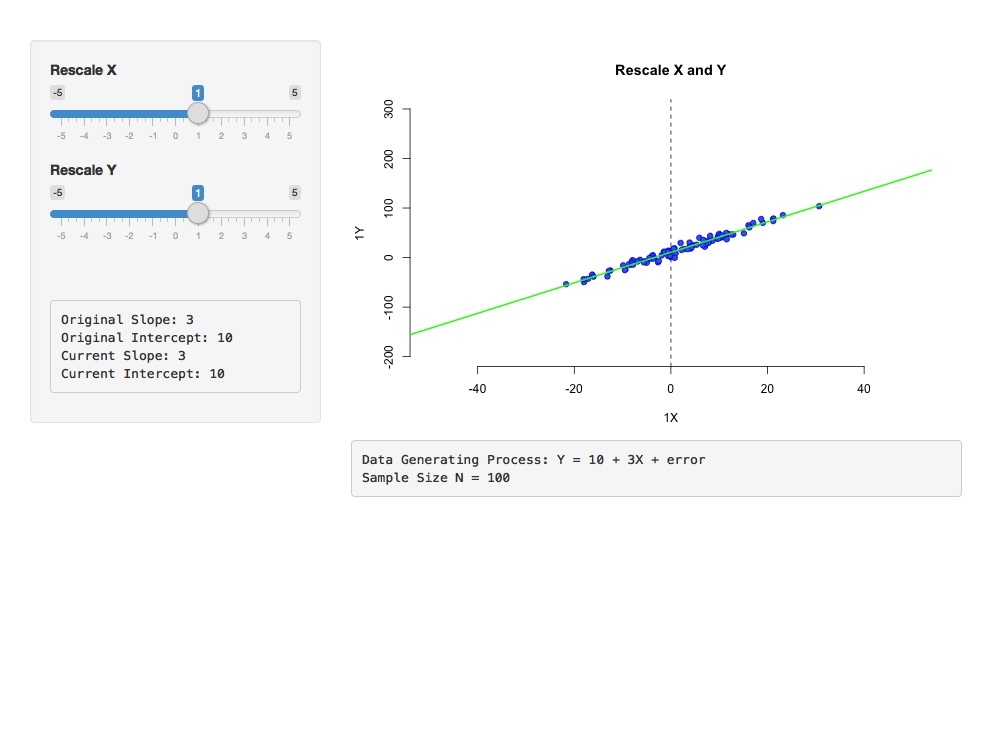 Rescale X
-5 1 5
-5 -4 -3 -2 -1 0 1 2 3 4 5
Rescale Y
-5 1 5
-5 -4 -3 -2 -1 0 1 2 3 4 5
Original Slope: 3
Original Intercept: 10
Current Slope: 3
Current Intercept: 10
Rescale X and Y
300
200
100
0
-100
-200
1Y
-40 -20 0 20 40
1X
Data Generating Process: Y = 10 + 3X + error
Sample Size N = 100